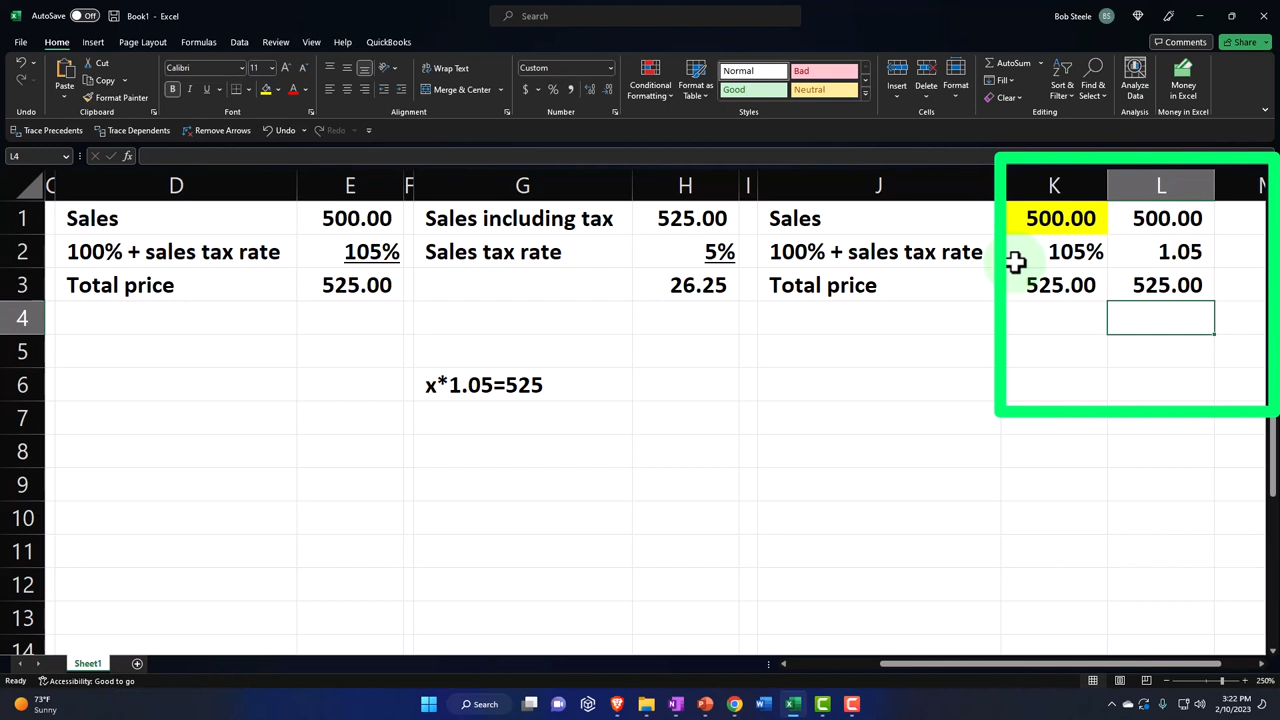 AutoSave Off Book1 - Excel Search Bob Steele BS
File Home Insert Page Layout Formulas Data Review View Help QuickBooks Comments Share
Paste Cut Copy Format Painter
Calibri
B I U A
Wrap Text
Merge & Center
Custom
$ % ,
Conditional Formatting
Format as Table
Normal Bad
Good Neutral
Insert Delete Format
AutoSum
Fill
Clear
Sort & Filter
Find & Select
Analyze Data
Money in Excel
Undo Clipboard Font Alignment Number Styles Cells Editing Analysis Money in Excel
Trace Precedents Trace Dependents Remove Arrows Undo Redo
L4 fx
C D E F G H I J K L M
1 Sales 500.00 Sales including tax 525.00 Sales 500.00 500.00
2 100% + sales tax rate 105% Sales tax rate 5% 100% + sales tax rate 105% 1.05
3 Total price 525.00 26.25 Total price 525.00 525.00
4
5
6 x*1.05=525
7
8
9
10
11
12
13
14
Sheet1
Ready Accessibility: Good to go 250%
73°F
Sunny
Search
3:22 PM
2/10/2023